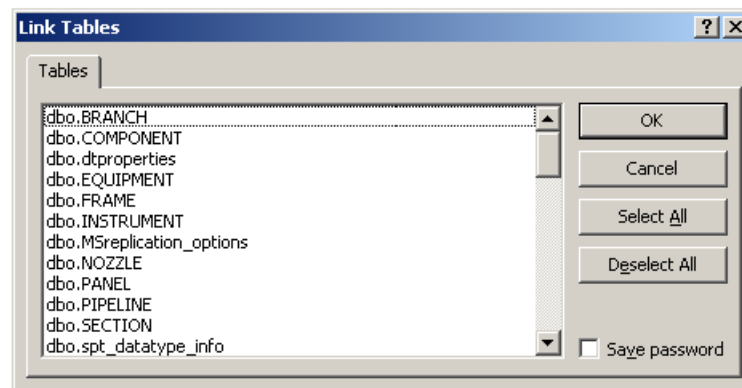 Link Tables
Tables
dbo.BRANCH
dbo.COMPONENT
dbo.dtproperties
dbo.EQUIPMENT
dbo.FRAME
dbo.INSTRUMENT
dbo.MSreplication_options
dbo.NOZZLE
dbo.PANEL
dbo.PIPELINE
dbo.SECTION
dbo.spt_datatype_info
OK
Cancel
Select All
Deselect All
Save password